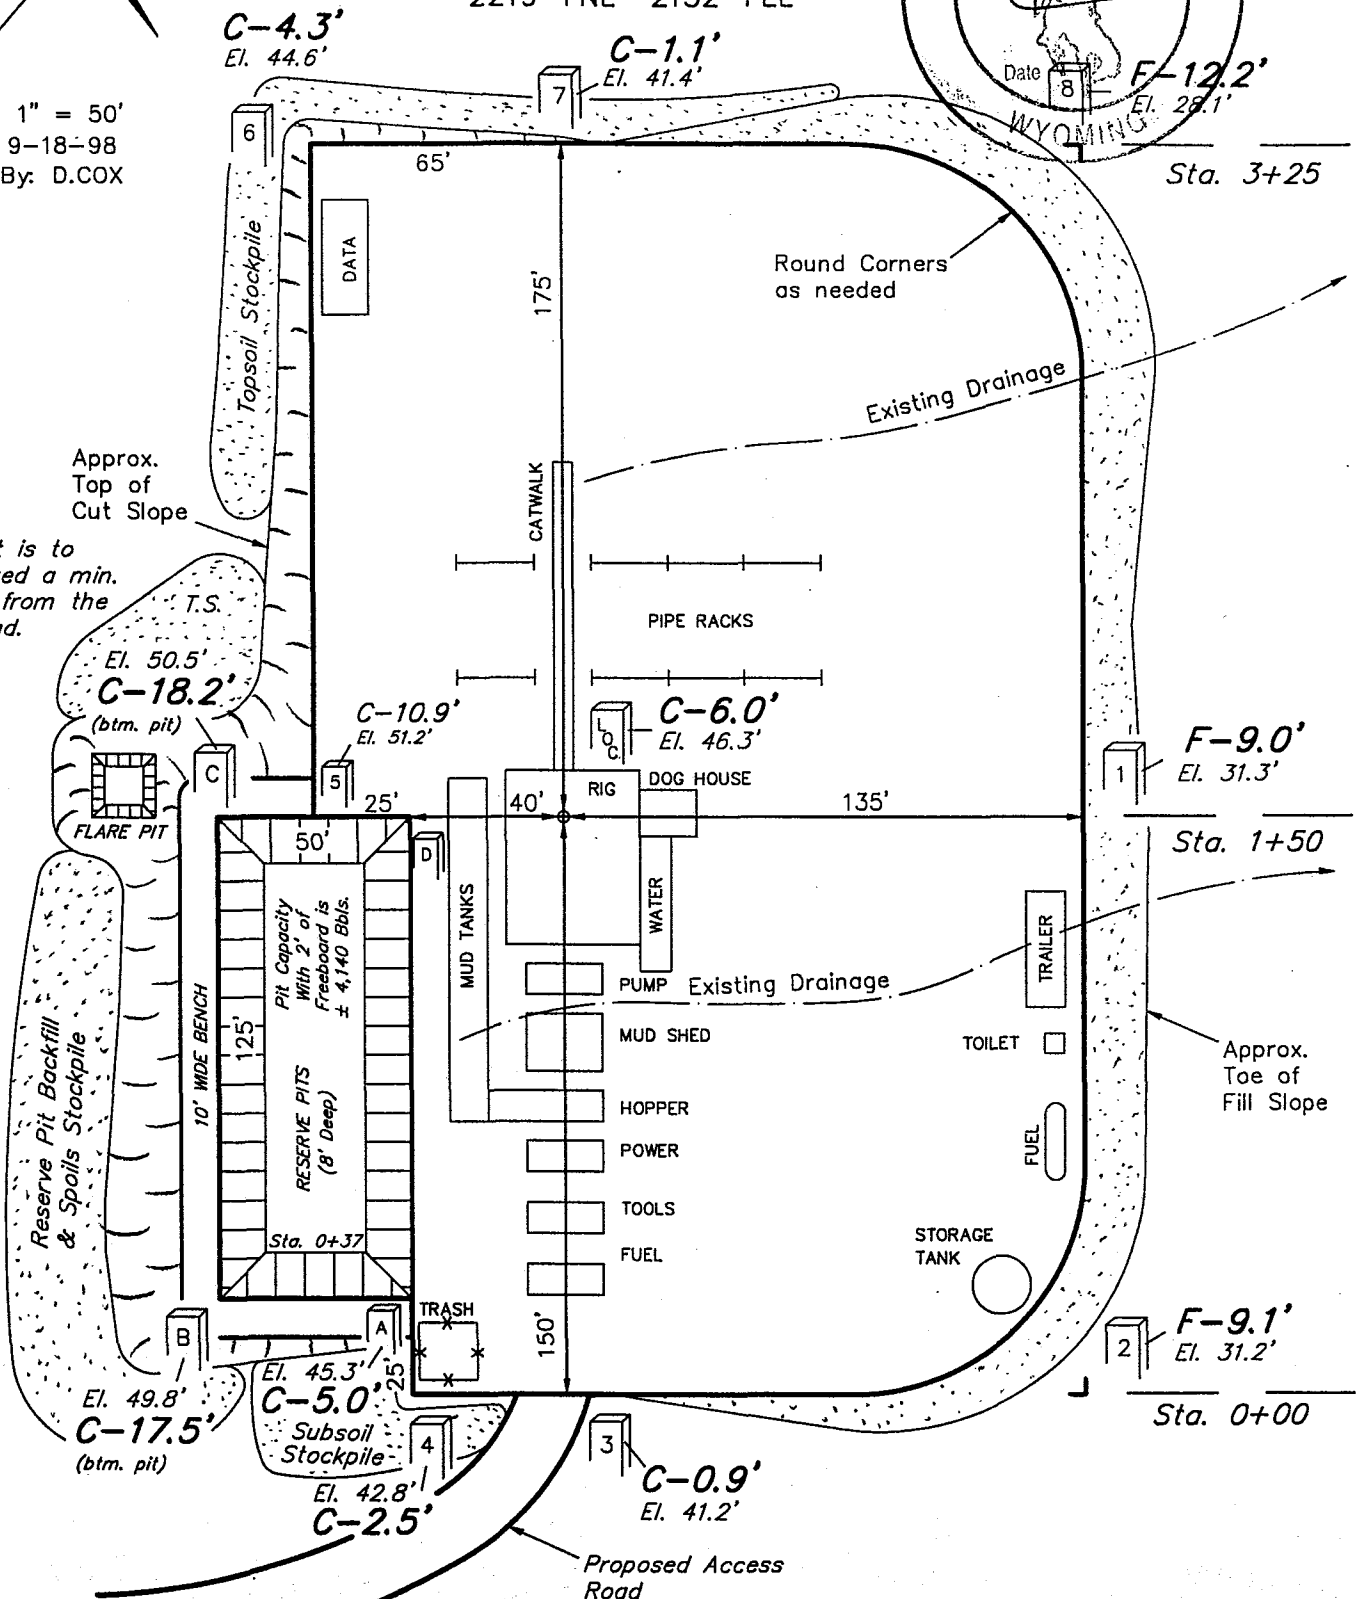 C-4.3'
El. 44.6'
C-1.1'
El. 41.4'
7
Date
8
F-12.2'
El. 28.1'
WYOMING
1" = 50'
9-18-98
By: D.COX
6
65'
Sta. 3+25
Topsoil Stockpile
DATA
175'
Round Corners
as needed
Existing Drainage
Approx.
Top of
Cut Slope
CATWALK
is to
a min.
from the
T.S.
PIPE RACKS
El. 50.5'
C-18.2'
(btm. pit)
C-10.9'
El. 51.2'
LOC.
C-6.0'
El. 46.3'
F-9.0'
El. 31.3'
C
5
1
RIG
DOG HOUSE
25'
40'
135'
FLARE PIT
50'
D
Sta. 1+50
MUD TANKS
WATER
TRAILER
Pit Capacity
With 2' of
Freeboard is
± 4,140 Bbls.
PUMP
Existing Drainage
10' WIDE BENCH
125'
Reserve Pit Backfill
& Spoils Stockpile
RESERVE PITS
(8' Deep)
MUD SHED
TOILET
Approx.
Toe of
Fill Slope
HOPPER
POWER
FUEL
TOOLS
Sta. 0+37
FUEL
STORAGE
TANK
TRASH
B
A
150'
F-9.1'
El. 31.2'
2
El. 45.3'
C-5.0'
25'
El. 49.8'
C-17.5'
(btm. pit)
Subsoil
Stockpile
4
3
Sta. 0+00
El. 42.8'
C-2.5'
C-0.9'
El. 41.2'
Proposed Access
Road